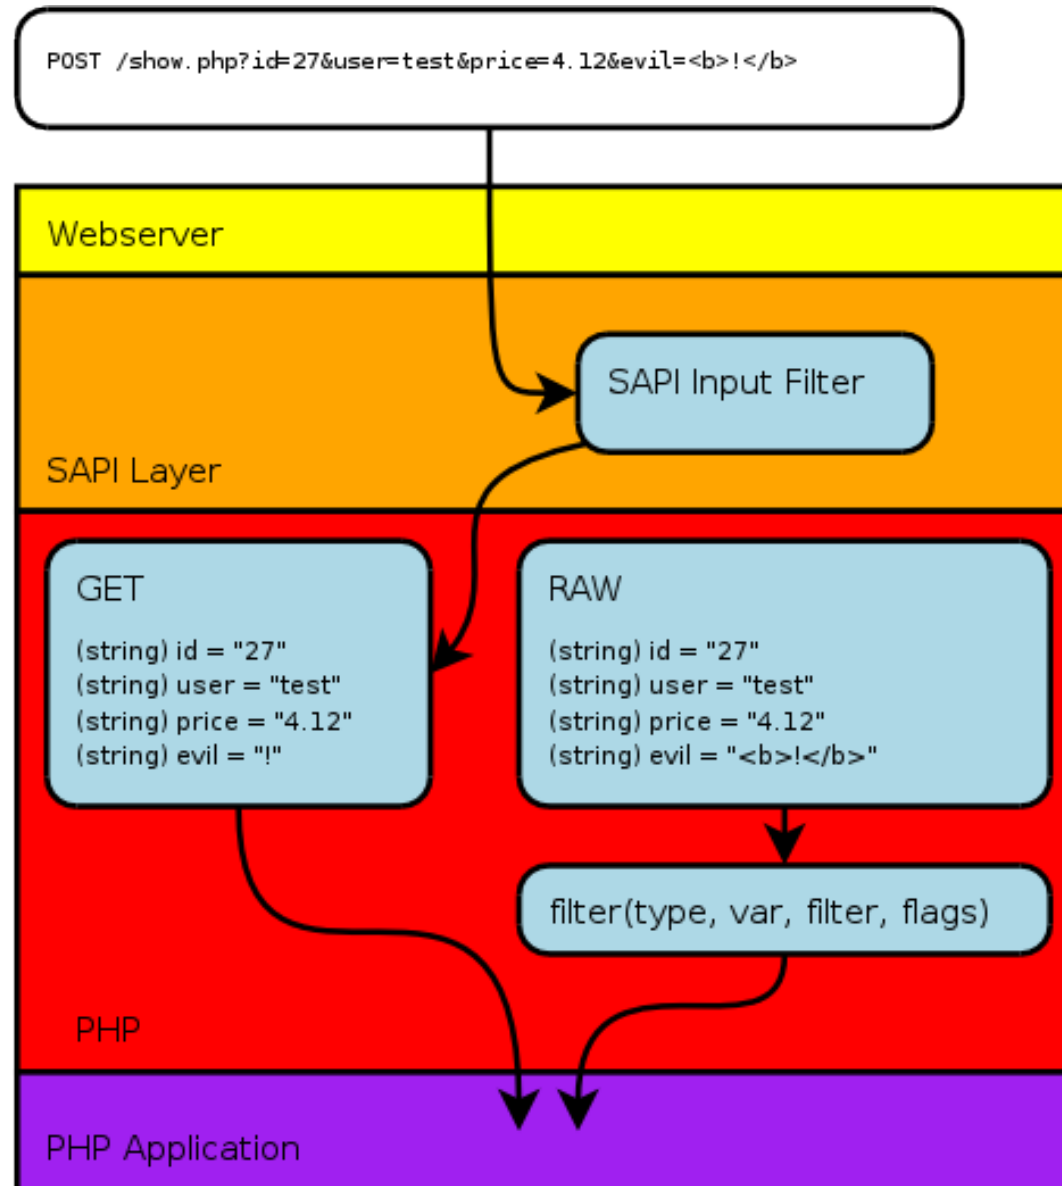 POST /show.php?id=27&user=test&price=4.12&evil=<b>!</b>
Webserver
SAPI Input Filter
SAPI Layer
GET
(string) id = "27"
(string) user = "test"
(string) price = "4.12"
(string) evil = "!"
RAW
(string) id = "27"
(string) user = "test"
(string) price = "4.12"
(string) evil = "<b>!</b>"
filter(type, var, filter, flags)
PHP
PHP Application